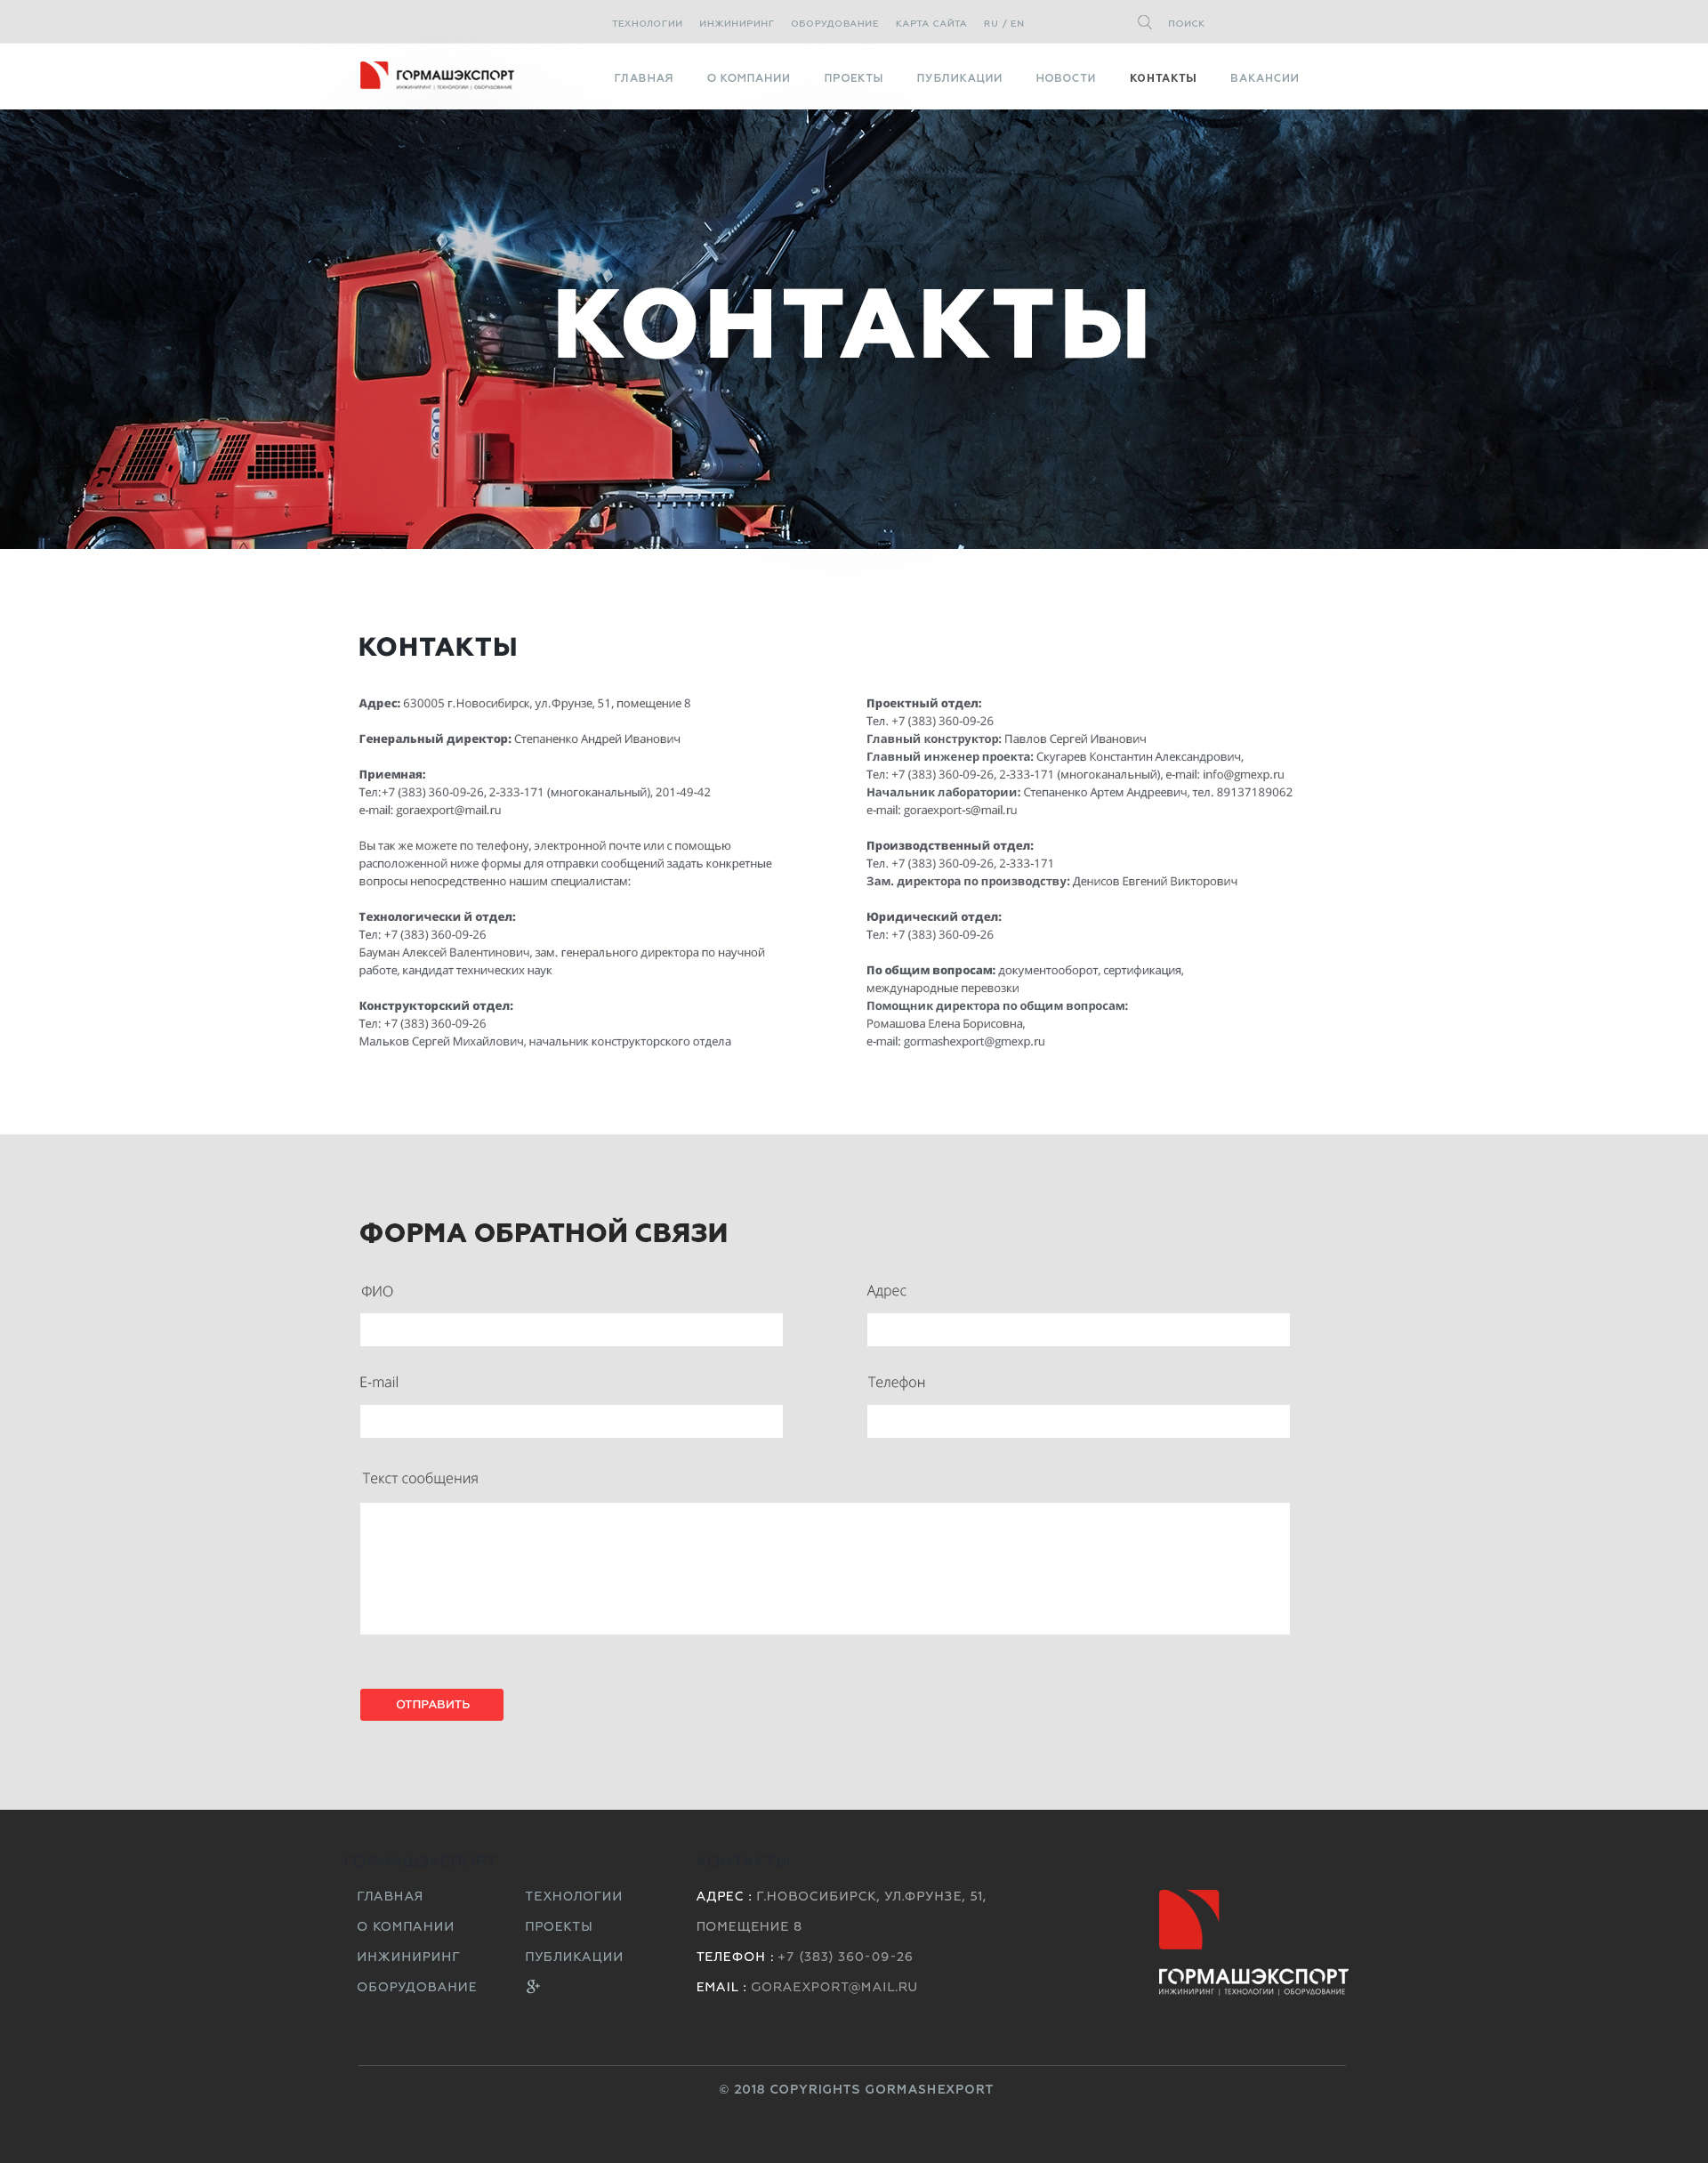 ТЕХНОЛОГИИ ИНЖИНИРИНГ ОБОРУДОВАНИЕ КАРТА САЙТА RU / EN ПОИСК
ГОРМАШЭКСПОРТ
ИНЖИНИРИНГ | ТЕХНОЛОГИИ | ОБОРУДОВАНИЕ
ГЛАВНАЯ О КОМПАНИИ ПРОЕКТЫ ПУБЛИКАЦИИ НОВОСТИ КОНТАКТЫ ВАКАНСИИ
КОНТАКТЫ
КОНТАКТЫ
Адрес: 630005 г.Новосибирск, ул.Фрунзе, 51, помещение 8
Генеральный директор: Степаненко Андрей Иванович
Приемная:
Тел:+7 (383) 360-09-26, 2-333-171 (многоканальный), 201-49-42
e-mail: goraexport@mail.ru
Вы так же можете по телефону, электронной почте или с помощью
расположенной ниже формы для отправки сообщений задать конкретные
вопросы непосредственно нашим специалистам:
Технологически й отдел:
Тел: +7 (383) 360-09-26
Бауман Алексей Валентинович, зам. генерального директора по научной
работе, кандидат технических наук
Конструкторский отдел:
Тел: +7 (383) 360-09-26
Мальков Сергей Михайлович, начальник конструкторского отдела
Проектный отдел:
Тел. +7 (383) 360-09-26
Главный конструктор: Павлов Сергей Иванович
Главный инженер проекта: Скугарев Константин Александрович,
Тел: +7 (383) 360-09-26, 2-333-171 (многоканальный), e-mail: info@gmexp.ru
Начальник лаборатории: Степаненко Артем Андреевич, тел. 89137189062
e-mail: goraexport-s@mail.ru
Производственный отдел:
Тел. +7 (383) 360-09-26, 2-333-171
Зам. директора по производству: Денисов Евгений Викторович
Юридический отдел:
Тел: +7 (383) 360-09-26
По общим вопросам: документооборот, сертификация,
международные перевозки
Помощник директора по общим вопросам:
Ромашова Елена Борисовна,
e-mail: gormashexport@gmexp.ru
ФОРМА ОБРАТНОЙ СВЯЗИ
ФИО
Адрес
E-mail
Телефон
Текст сообщения
ОТПРАВИТЬ
ГЛАВНАЯ
О КОМПАНИИ
ИНЖИНИРИНГ
ОБОРУДОВАНИЕ
ТЕХНОЛОГИИ
ПРОЕКТЫ
ПУБЛИКАЦИИ
g+
АДРЕС : Г.НОВОСИБИРСК, УЛ.ФРУНЗЕ, 51,
ПОМЕЩЕНИЕ 8
ТЕЛЕФОН : +7 (383) 360-09-26
EMAIL : GORAEXPORT@MAIL.RU
ГОРМАШЭКСПОРТ
ИНЖИНИРИНГ | ТЕХНОЛОГИИ | ОБОРУДОВАНИЕ
© 2018 COPYRIGHTS GORMASHEXPORT